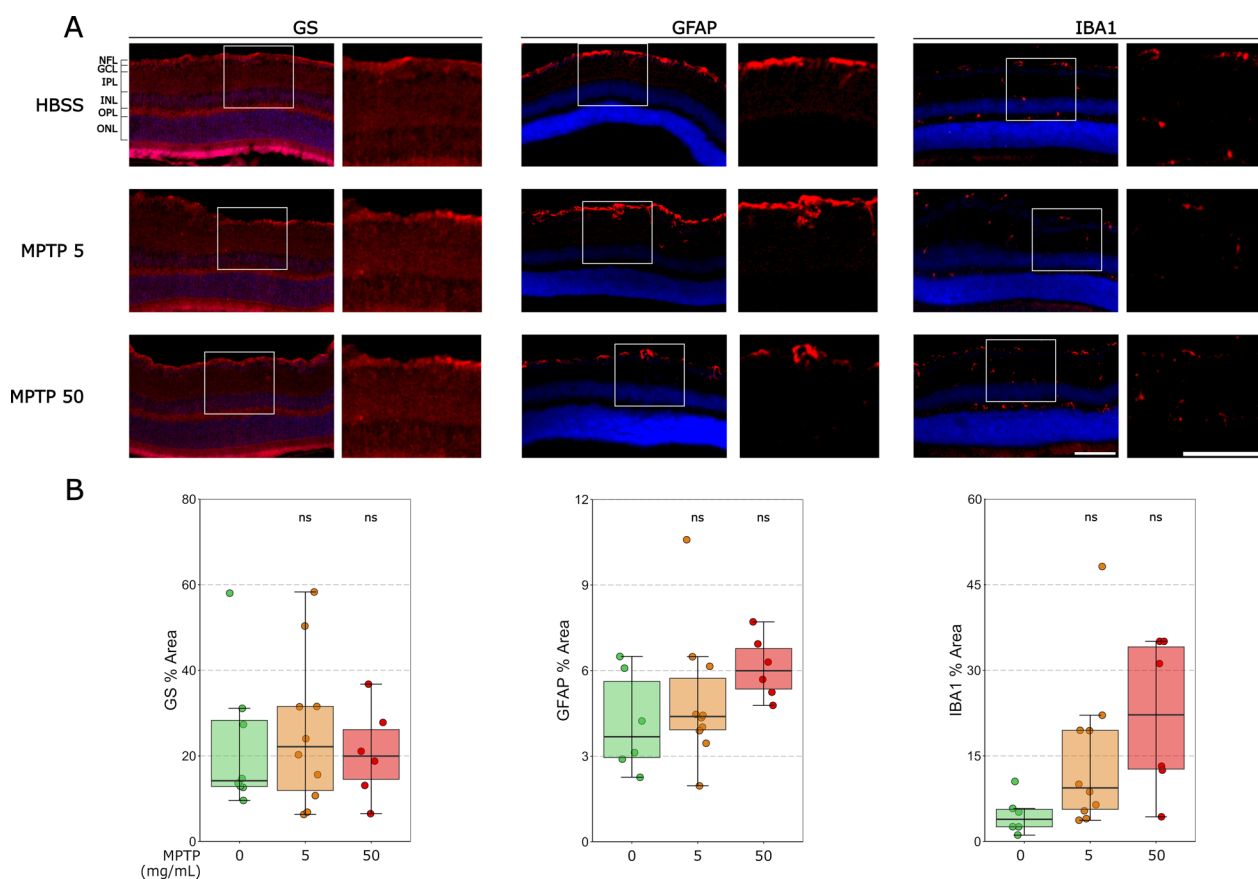 A
GS
GFAP
IBA1
NFL
GCL
IPL
INL
OPL
ONL
HBSS
MPTP 5
MPTP 50
B
80
60
40
20
0
GS % Area
ns
ns
MPTP
(mg/mL)
0
5
50
12
9
6
3
0
GFAP % Area
ns
ns
0
5
50
60
45
30
15
0
IBA1 % Area
ns
ns
0
5
50